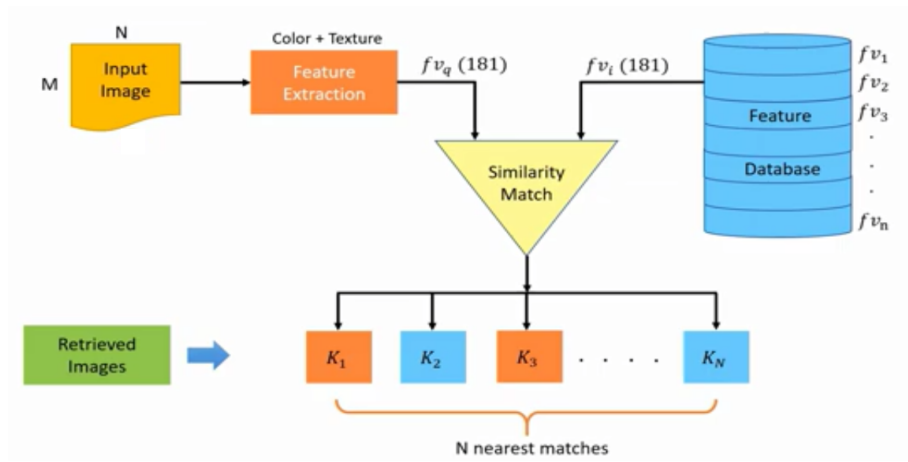 N
M
Input
Image
Color + Texture
Feature
Extraction
fv_q (181)
fv_i (181)
Feature
Database
fv_1
fv_2
fv_3
.
.
.
fv_n
Similarity
Match
Retrieved
Images
K_1
K_2
K_3
. . . .
K_N
N nearest matches